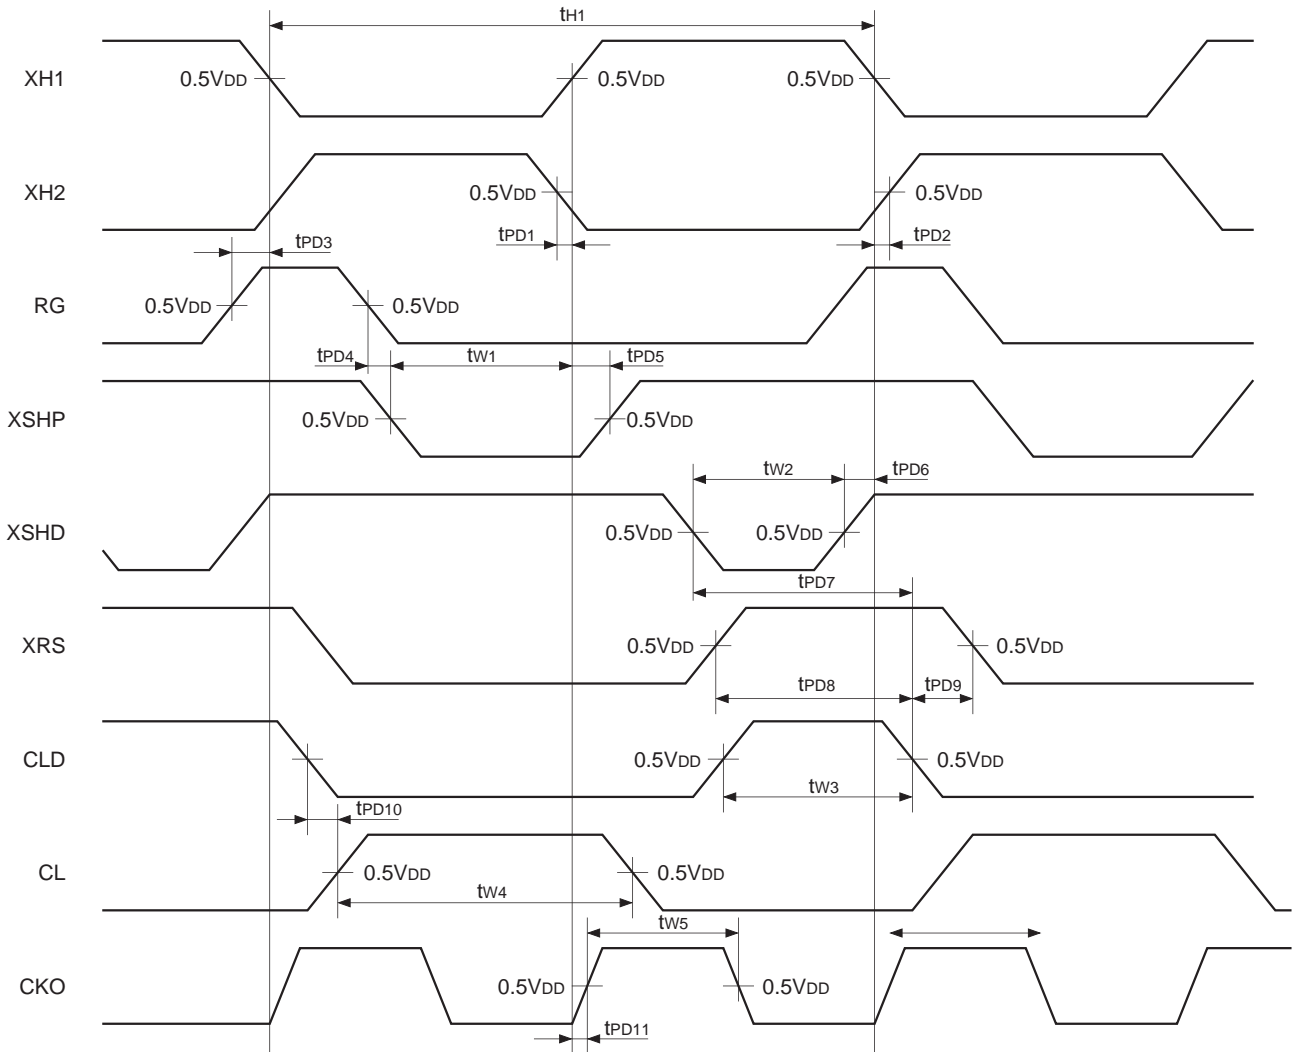 tH1
XH1
0.5VDD 0.5VDD 0.5VDD
XH2
0.5VDD 0.5VDD
tPD3 tPD1 tPD2
RG
0.5VDD 0.5VDD
tPD4 tW1 tPD5
XSHP
0.5VDD 0.5VDD
tW2 tPD6
XSHD
0.5VDD 0.5VDD
tPD7
XRS
0.5VDD 0.5VDD
tPD8 tPD9
CLD
0.5VDD 0.5VDD
tW3
tPD10
CL
0.5VDD 0.5VDD
tW4
tW5
CKO
0.5VDD 0.5VDD
tPD11